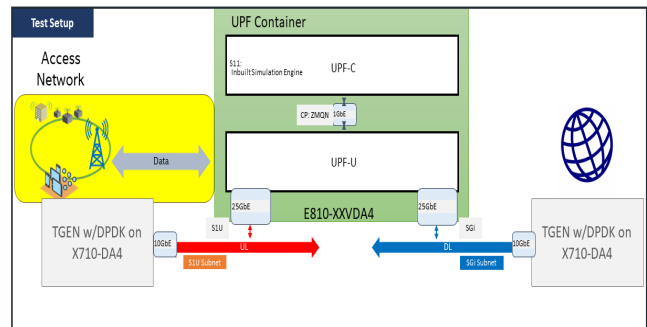 Test Setup
UPF Container
Access
Network
S11:
Inbuilt Simulation Engine
UPF-C
CP: ZMQN
1GbE
Data
UPF-U
25GbE
E810-XXVDA4
25GbE
TGEN w/DPDK on
X710-DA4
10GbE
S1U
UL
S1U Subnet
SGi
DL
SGi Subnet
10GbE
TGEN w/DPDK on
X710-DA4